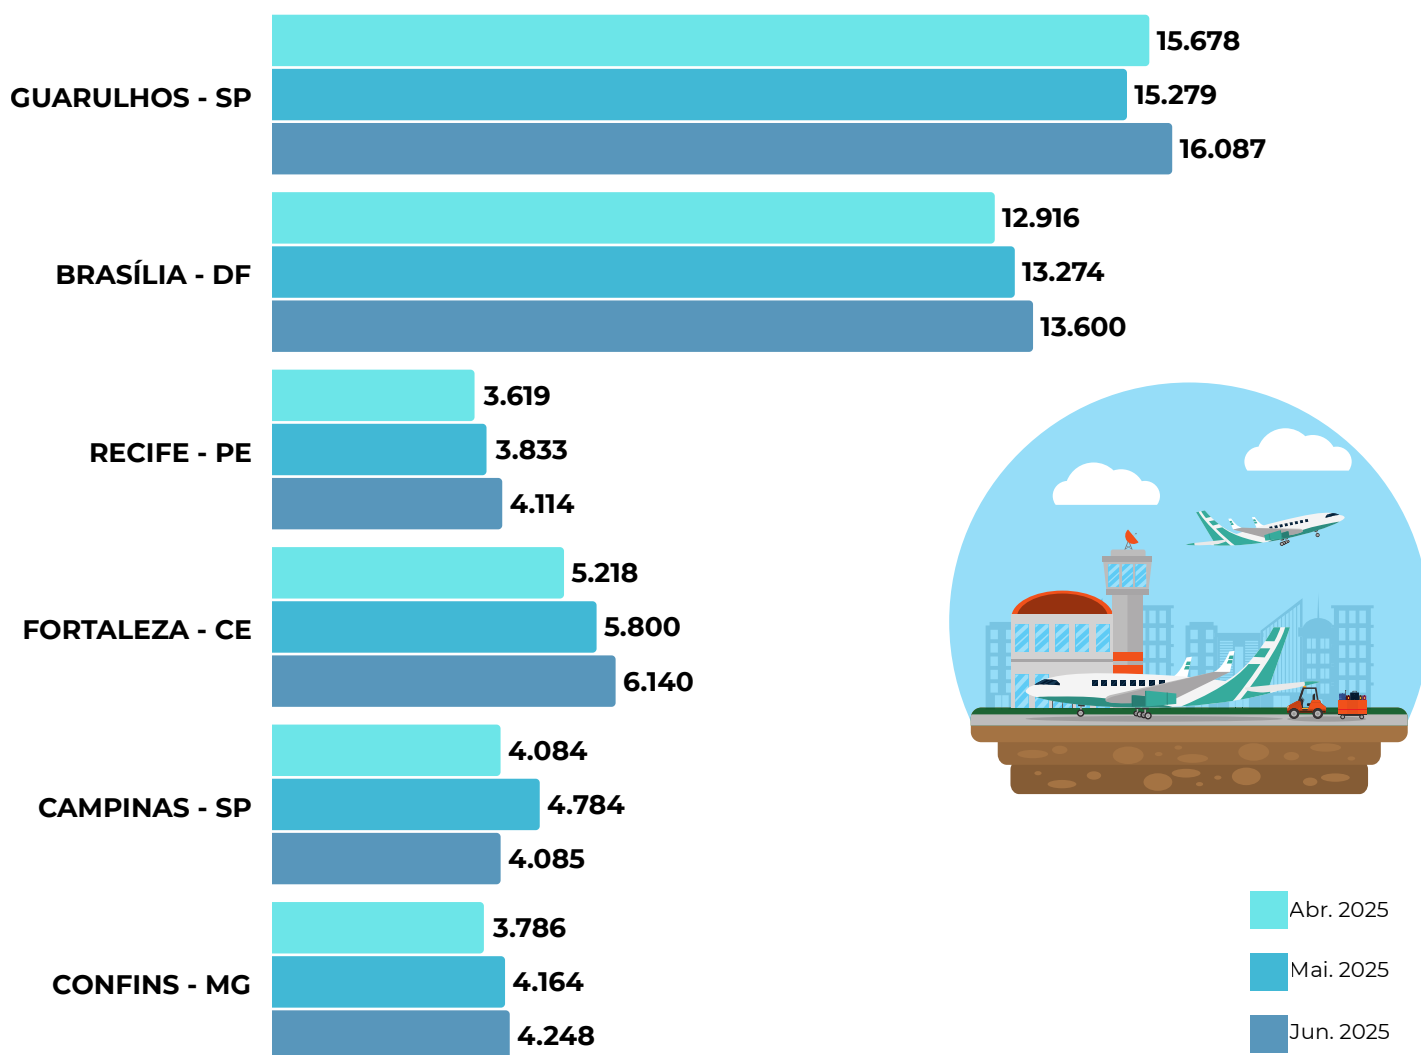 15.678
GUARULHOS - SP
15.279
16.087
12.916
BRASÍLIA - DF
13.274
13.600
3.619
RECIFE - PE
3.833
4.114
5.218
FORTALEZA - CE
5.800
6.140
4.084
CAMPINAS - SP
4.784
4.085
3.786
CONFINS - MG
4.164
4.248
Abr. 2025
Mai. 2025
Jun. 2025